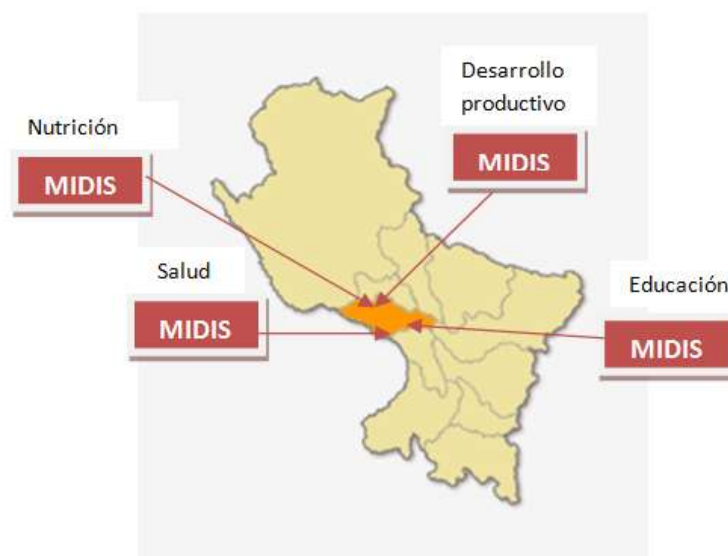 Desarrollo
productivo
MIDIS
Nutrición
MIDIS
Salud
MIDIS
Educación
MIDIS